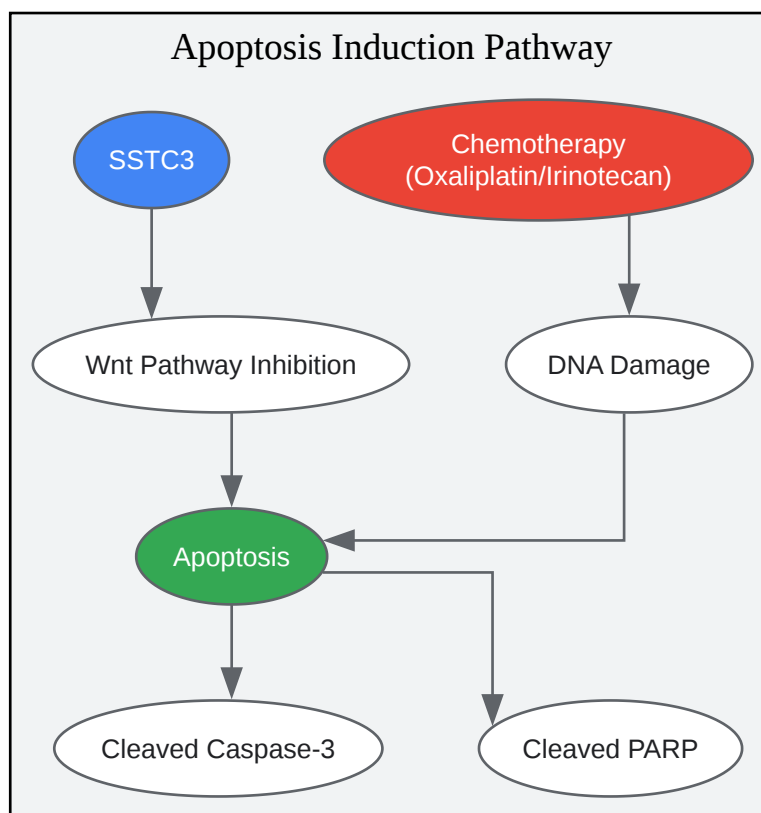 Apoptosis Induction Pathway
SSTC3
Chemotherapy
(Oxaliplatin/Irinotecan)
Wnt Pathway Inhibition
DNA Damage
Apoptosis
Cleaved Caspase-3
Cleaved PARP